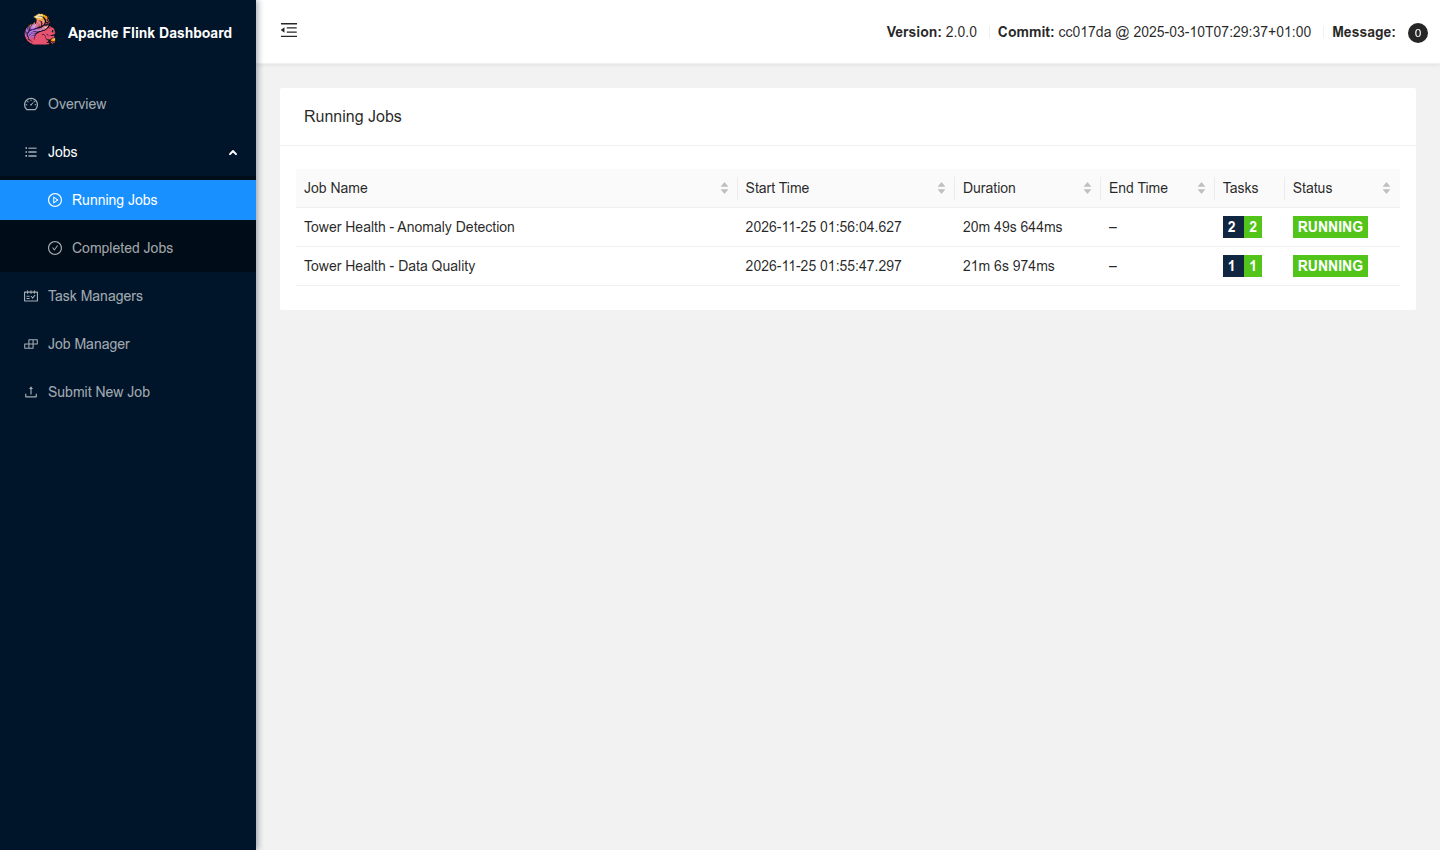 Apache Flink Dashboard
Version: 2.0.0 Commit: cc017da @ 2025-03-10T07:29:37+01:00 Message: 0
Overview
Jobs
Running Jobs
Completed Jobs
Task Managers
Job Manager
Submit New Job
Running Jobs
Job Name Start Time Duration End Time Tasks Status
Tower Health - Anomaly Detection 2026-11-25 01:56:04.627 20m 49s 644ms – 2 2 RUNNING
Tower Health - Data Quality 2026-11-25 01:55:47.297 21m 6s 974ms – 1 1 RUNNING